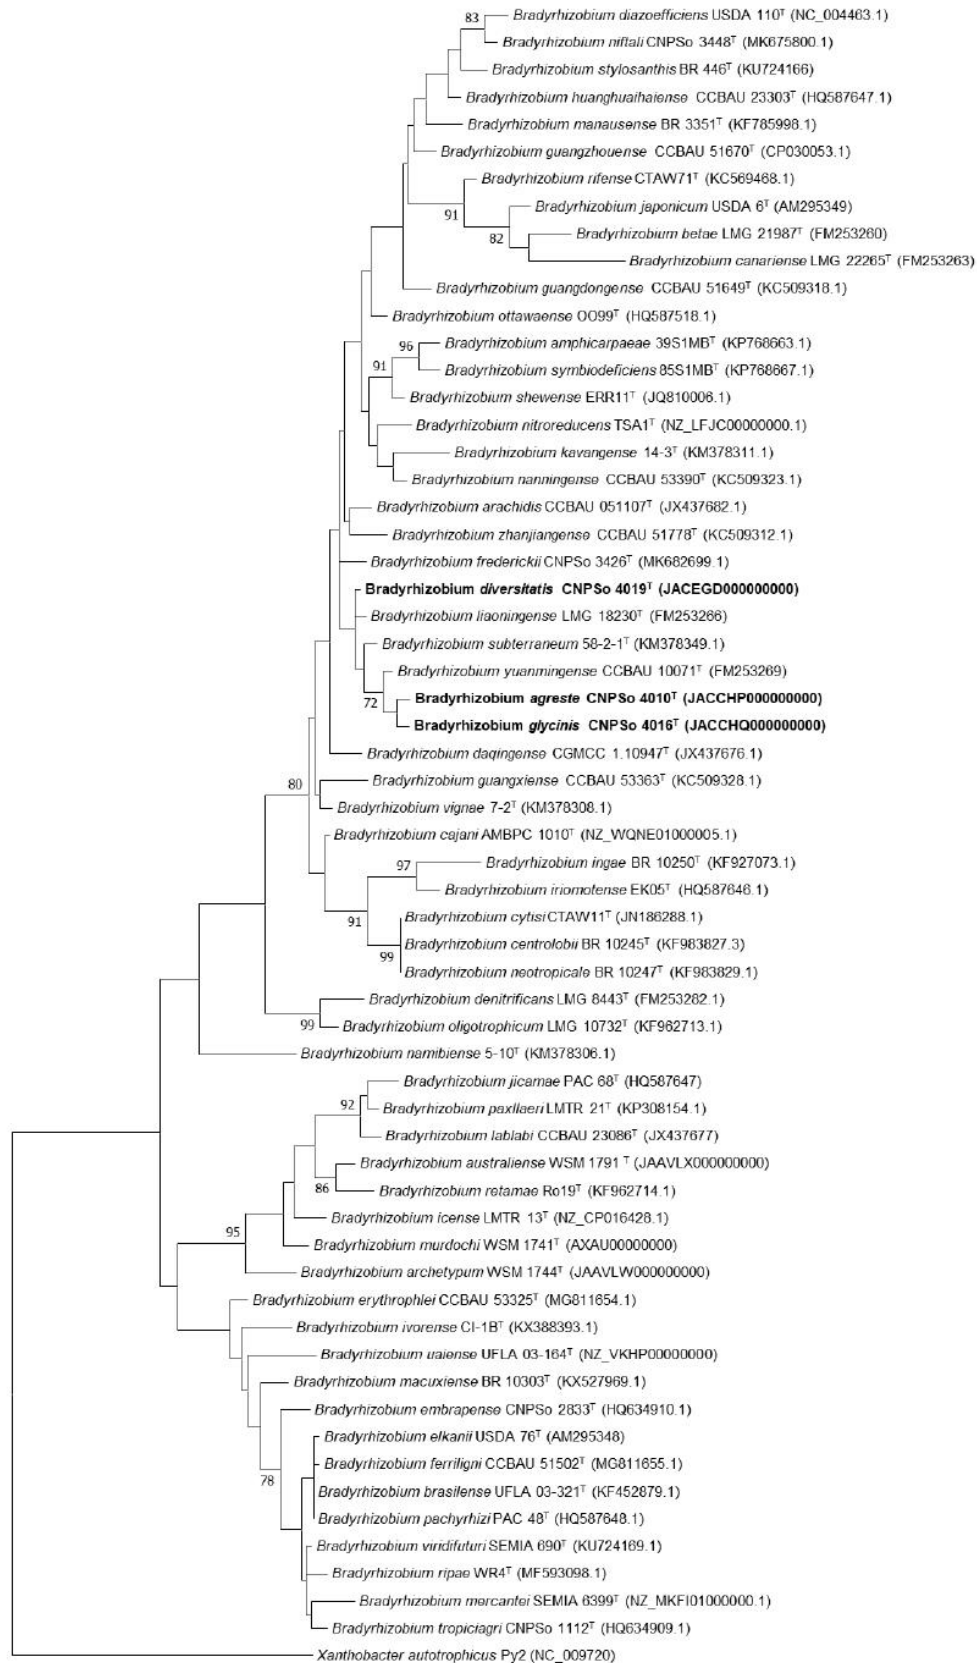 83
Bradyrhizobium diazoefficiens USDA 110ᵀ (NC_004463.1)
Bradyrhizobium niftali CNPSo 3448ᵀ (MK675800.1)
Bradyrhizobium stylosanthis BR 446ᵀ (KU724166)
Bradyrhizobium huanghuaihaiense CCBAU 23303ᵀ (HQ587647.1)
Bradyrhizobium manausense BR 3351ᵀ (KF785998.1)
Bradyrhizobium guangzhouense CCBAU 51670ᵀ (CP030053.1)
Bradyrhizobium rifense CTAW71ᵀ (KC569468.1)
91
Bradyrhizobium japonicum USDA 6ᵀ (AM295349)
82
Bradyrhizobium betae LMG 21987ᵀ (FM253260)
Bradyrhizobium canariense LMG 22265ᵀ (FM253263)
Bradyrhizobium guangdongense CCBAU 51649ᵀ (KC509318.1)
Bradyrhizobium ottawaense OO99ᵀ (HQ587518.1)
96
Bradyrhizobium amphicarpaeae 39S1MBᵀ (KP768663.1)
91
Bradyrhizobium symbiodeficiens 85S1MBᵀ (KP768667.1)
Bradyrhizobium shewense ERR11ᵀ (JQ810006.1)
Bradyrhizobium nitroreducens TSA1ᵀ (NZ_LFJC00000000.1)
Bradyrhizobium kavangense 14-3ᵀ (KM378311.1)
Bradyrhizobium nanningense CCBAU 53390ᵀ (KC509323.1)
Bradyrhizobium arachidis CCBAU 051107ᵀ (JX437682.1)
Bradyrhizobium zhanjiangense CCBAU 51778ᵀ (KC509312.1)
Bradyrhizobium frederickii CNPSo 3426ᵀ (MK682699.1)
Bradyrhizobium diversitatis CNPSo 4019ᵀ (JACEGD000000000)
Bradyrhizobium liaoningense LMG 18230ᵀ (FM253266)
Bradyrhizobium subterraneum 58-2-1ᵀ (KM378349.1)
Bradyrhizobium yuanmingense CCBAU 10071ᵀ (FM253269)
72
Bradyrhizobium agreste CNPSo 4010ᵀ (JACCHP000000000)
Bradyrhizobium glycinis CNPSo 4016ᵀ (JACCHQ000000000)
Bradyrhizobium daqingense CGMCC 1.10947ᵀ (JX437676.1)
80
Bradyrhizobium guangxiense CCBAU 53363ᵀ (KC509328.1)
Bradyrhizobium vignae 7-2ᵀ (KM378308.1)
Bradyrhizobium cajani AMBPC 1010ᵀ (NZ_WQNE01000005.1)
97
Bradyrhizobium ingae BR 10250ᵀ (KF927073.1)
Bradyrhizobium iriomotense EK05ᵀ (HQ587646.1)
91
Bradyrhizobium cytisi CTAW11ᵀ (JN186288.1)
Bradyrhizobium centrolobii BR 10245ᵀ (KF983827.3)
99
Bradyrhizobium neotropicale BR 10247ᵀ (KF983829.1)
Bradyrhizobium denitrificans LMG 8443ᵀ (FM253282.1)
99
Bradyrhizobium oligotrophicum LMG 10732ᵀ (KF962713.1)
Bradyrhizobium namibiense 5-10ᵀ (KM378306.1)
Bradyrhizobium jicamae PAC 68ᵀ (HQ587647)
92
Bradyrhizobium paxllaeri LMTR 21ᵀ (KP308154.1)
Bradyrhizobium lablabi CCBAU 23086ᵀ (JX437677)
Bradyrhizobium australiense WSM 1791 ᵀ (JAAVLX000000000)
86
Bradyrhizobium retamae Ro19ᵀ (KF962714.1)
Bradyrhizobium icense LMTR 13ᵀ (NZ_CP016428.1)
95
Bradyrhizobium murdochi WSM 1741ᵀ (AXAU00000000)
Bradyrhizobium archetypum WSM 1744ᵀ (JAAVLW000000000)
Bradyrhizobium erythrophlei CCBAU 53325ᵀ (MG811654.1)
Bradyrhizobium ivorense CI-1Bᵀ (KX388393.1)
Bradyrhizobium uaiense UFLA 03-164ᵀ (NZ_VKHP00000000)
Bradyrhizobium macuxiense BR 10303ᵀ (KX527969.1)
Bradyrhizobium embrapense CNPSo 2833ᵀ (HQ634910.1)
Bradyrhizobium elkanii USDA 76ᵀ (AM295348)
Bradyrhizobium ferriligni CCBAU 51502ᵀ (MG811655.1)
78
Bradyrhizobium brasilense UFLA 03-321ᵀ (KF452879.1)
Bradyrhizobium pachyrhizi PAC 48ᵀ (HQ587648.1)
Bradyrhizobium viridifuturi SEMIA 690ᵀ (KU724169.1)
Bradyrhizobium ripae WR4ᵀ (MF593098.1)
Bradyrhizobium mercantei SEMIA 6399ᵀ (NZ_MKFI01000000.1)
Bradyrhizobium tropiciagri CNPSo 1112ᵀ (HQ634909.1)
Xanthobacter autotrophicus Py2 (NC_009720)